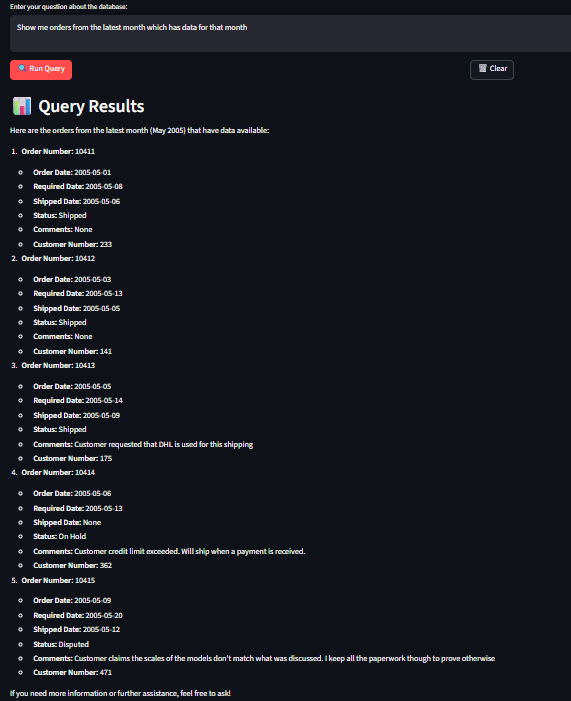 Enter your question about the database:
Show me orders from the latest month which has data for that month
Run Query
Clear
Query Results
Here are the orders from the latest month (May 2005) that have data available:
1. Order Number: 10411
Order Date: 2005-05-01
Required Date: 2005-05-08
Shipped Date: 2005-05-06
Status: Shipped
Comments: None
Customer Number: 233
2. Order Number: 10412
Order Date: 2005-05-03
Required Date: 2005-05-13
Shipped Date: 2005-05-05
Status: Shipped
Comments: None
Customer Number: 141
3. Order Number: 10413
Order Date: 2005-05-05
Required Date: 2005-05-14
Shipped Date: 2005-05-09
Status: Shipped
Comments: Customer requested that DHL is used for this shipping
Customer Number: 175
4. Order Number: 10414
Order Date: 2005-05-06
Required Date: 2005-05-13
Shipped Date: None
Status: On Hold
Comments: Customer credit limit exceeded. Will ship when a payment is received.
Customer Number: 362
5. Order Number: 10415
Order Date: 2005-05-09
Required Date: 2005-05-20
Shipped Date: 2005-05-12
Status: Disputed
Comments: Customer claims the scales of the models don't match what was discussed. I keep all the paperwork though to prove otherwise
Customer Number: 471
If you need more information or further assistance, feel free to ask!